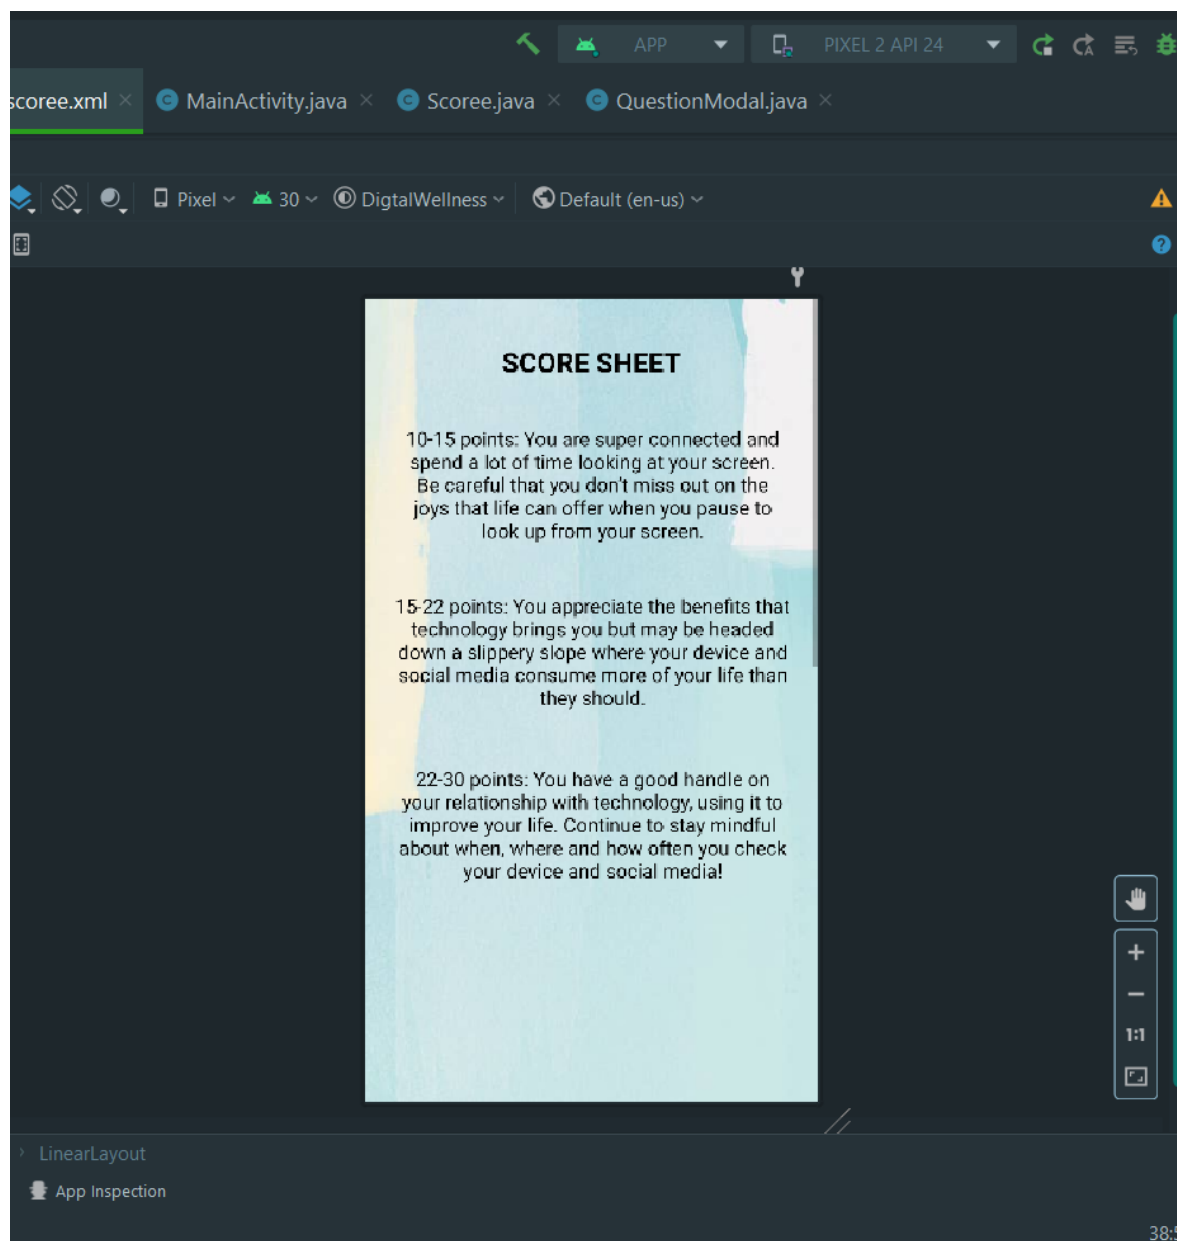 APP
PIXEL 2 API 24
scoree.xml
MainActivity.java
Scoree.java
QuestionModal.java
Pixel
30
DigtalWellness
Default (en-us)
SCORE SHEET
10-15 points: You are super connected and
spend a lot of time looking at your screen.
Be careful that you don't miss out on the
joys that life can offer when you pause to
look up from your screen.
15-22 points: You appreciate the benefits that
technology brings you but may be headed
down a slippery slope where your device and
social media consume more of your life than
they should.
22-30 points: You have a good handle on
your relationship with technology, using it to
improve your life. Continue to stay mindful
about when, where and how often you check
your device and social media!
1:1
LinearLayout
App Inspection